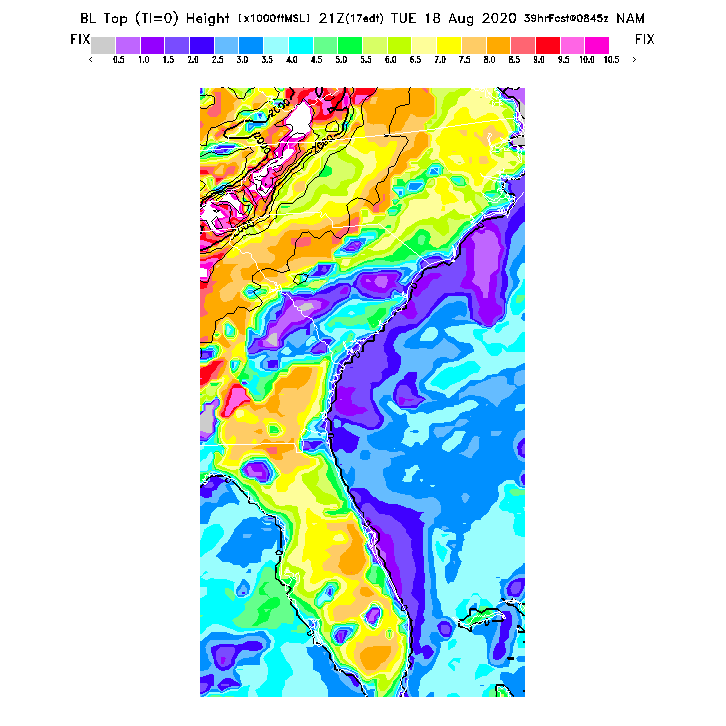 BL Top (TI=0) Height [x1000ftMSL] 21Z(17edt) TUE 18 Aug 2020 39hrFcst@0845z NAM
FIX FIX
< 0.5 1.0 1.5 2.0 2.5 3.0 3.5 4.0 4.5 5.0 5.5 6.0 6.5 7.0 7.5 8.0 8.5 9.0 9.5 10.0 10.5 >
2000
2000
2000